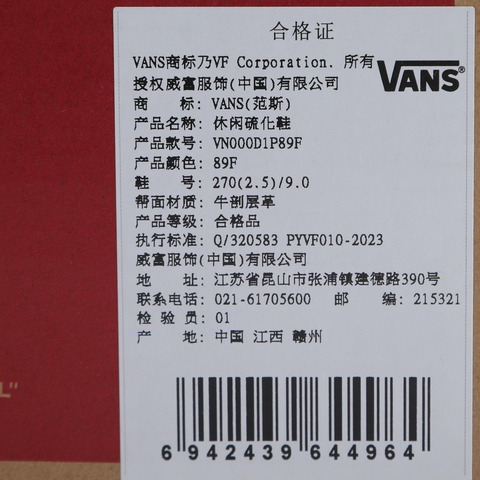 合格证
VANS商标乃VF Corporation. 所有
授权威富服饰(中国)有限公司
VANS®
商 标: VANS(范斯)
产品名称: 休闲硫化鞋
产品款号: VN000D1P89F
产品颜色: 89F
鞋 号: 270(2.5)/9.0
帮面材质: 牛剖层革
产品等级: 合格品
执行标准: Q/320583 PYVF010-2023
威富服饰(中国)有限公司
地 址: 江苏省昆山市张浦镇建德路390号
联系电话: 021-61705600 邮 编: 215321
检 验 员: 01
产 地: 中国 江西 赣州
6 942439 644964
L"